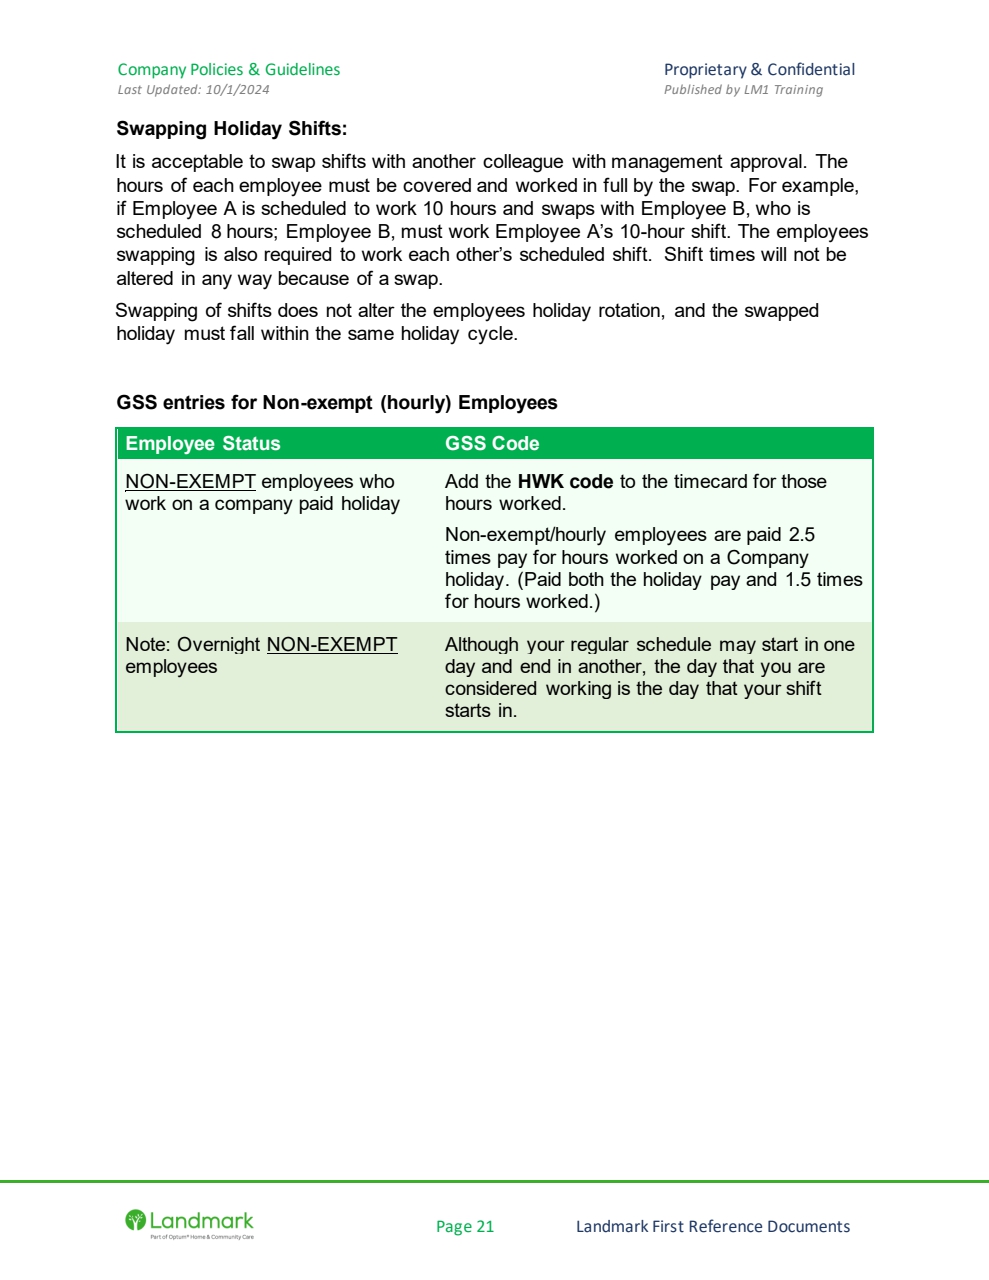 Company Policies & Guidelines
Proprietary & Confidential
Last Updated: 10/1/2024
Published by LM1 Training
Swapping Holiday Shifts:
It is acceptable to swap shifts with another colleague with management approval. The
hours of each employee must be covered and worked in full by the swap. For example,
if Employee A is scheduled to work 10 hours and swaps with Employee B, who is
scheduled 8 hours; Employee B, must work Employee A’s 10-hour shift. The employees
swapping is also required to work each other’s scheduled shift. Shift times will not be
altered in any way because of a swap.
Swapping of shifts does not alter the employees holiday rotation, and the swapped
holiday must fall within the same holiday cycle.
GSS entries for Non-exempt (hourly) Employees
Employee Status
GSS Code
NON-EXEMPT employees who
work on a company paid holiday
Add the HWK code to the timecard for those
hours worked.
Non-exempt/hourly employees are paid 2.5
times pay for hours worked on a Company
holiday. (Paid both the holiday pay and 1.5 times
for hours worked.)
Note: Overnight NON-EXEMPT
employees
Although your regular schedule may start in one
day and end in another, the day that you are
considered working is the day that your shift
starts in.
Landmark
Part of Optum® Home & Community Care
Page 21
Landmark First Reference Documents